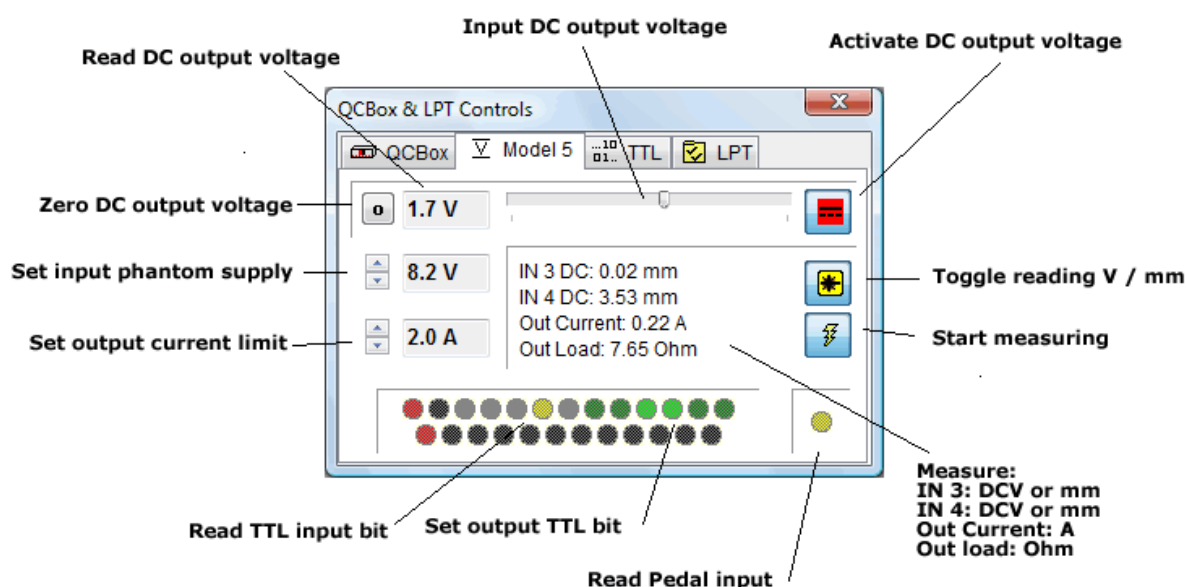 Input DC output voltage
Activate DC output voltage
Read DC output voltage
QCBox & LPT Controls
QCBox
Model 5
...10
01..
TTL
LPT
Zero DC output voltage
o
1.7 V
Set input phantom supply
8.2 V
IN 3 DC: 0.02 mm
IN 4 DC: 3.53 mm
Out Current: 0.22 A
Out Load: 7.65 Ohm
Toggle reading V / mm
Set output current limit
2.0 A
Start measuring
Measure:
IN 3: DCV or mm
IN 4: DCV or mm
Out Current: A
Out load: Ohm
Read TTL input bit
Set output TTL bit
Read Pedal input